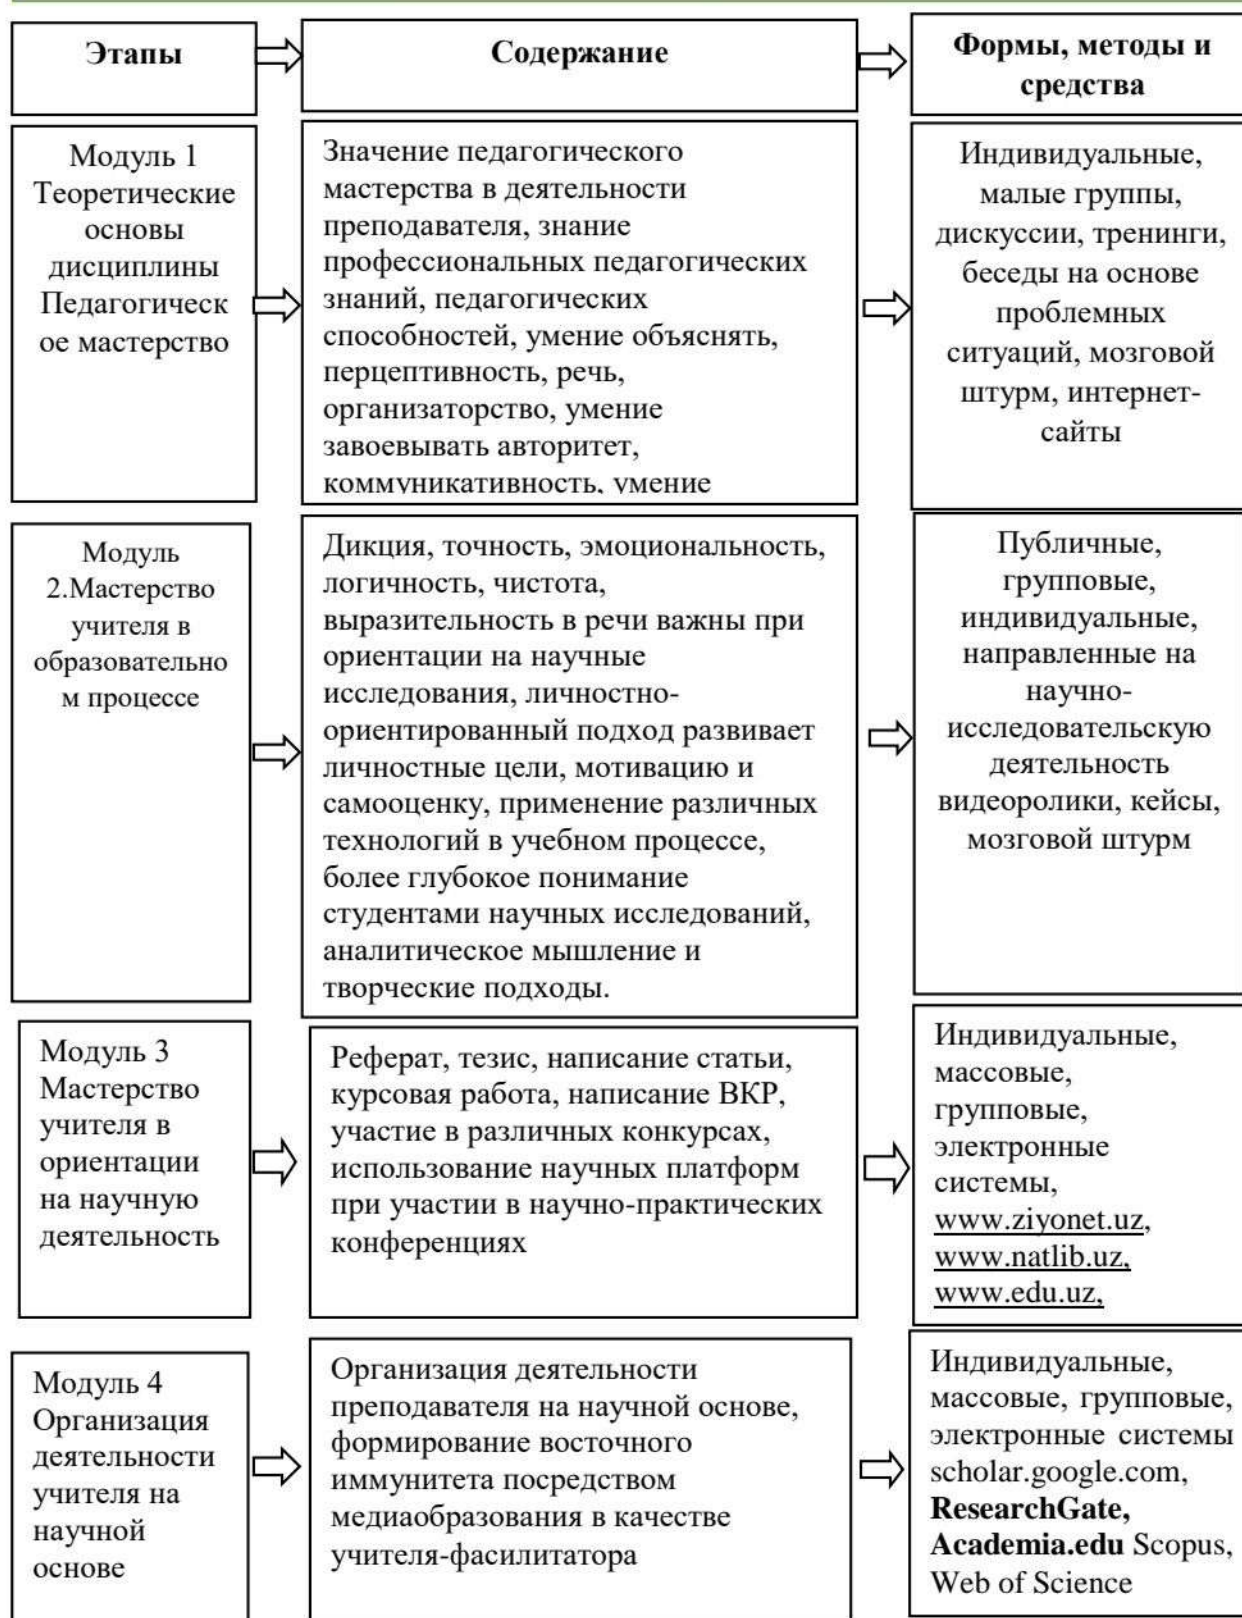 Этапы
Содержание
Формы, методы и
средства
Модуль 1
Теоретические
основы
дисциплины
Педагогическ
ое мастерство
Значение педагогического
мастерства в деятельности
преподавателя, знание
профессиональных педагогических
знаний, педагогических
способностей, умение объяснять,
перцептивность, речь,
организаторство, умение
завоевывать авторитет,
коммуникативность, умение
Индивидуальные,
малые группы,
дискуссии, тренинги,
беседы на основе
проблемных
ситуаций, мозговой
штурм, интернет-
сайты
Модуль
2.Мастерство
учителя в
образовательно
м процессе
Дикция, точность, эмоциональность,
логичность, чистота,
выразительность в речи важны при
ориентации на научные
исследования, личностно-
ориентированный подход развивает
личностные цели, мотивацию и
самооценку, применение различных
технологий в учебном процессе,
более глубокое понимание
студентами научных исследований,
аналитическое мышление и
творческие подходы.
Публичные,
групповые,
индивидуальные,
направленные на
научно-
исследовательскую
деятельность
видеоролики, кейсы,
мозговой штурм
Модуль 3
Мастерство
учителя в
ориентации
на научную
деятельность
Реферат, тезис, написание статьи,
курсовая работа, написание ВКР,
участие в различных конкурсах,
использование научных платформ
при участии в научно-практических
конференциях
Индивидуальные,
массовые,
групповые,
электронные
системы,
www.ziyonet.uz,
www.natlib.uz,
www.edu.uz,
Модуль 4
Организация
деятельности
учителя на
научной
основе
Организация деятельности
преподавателя на научной основе,
формирование восточного
иммунитета посредством
медиаобразования в качестве
учителя-фасилитатора
Индивидуальные,
массовые, групповые,
электронные системы
scholar.google.com,
ResearchGate,
Academia.edu Scopus,
Web of Science